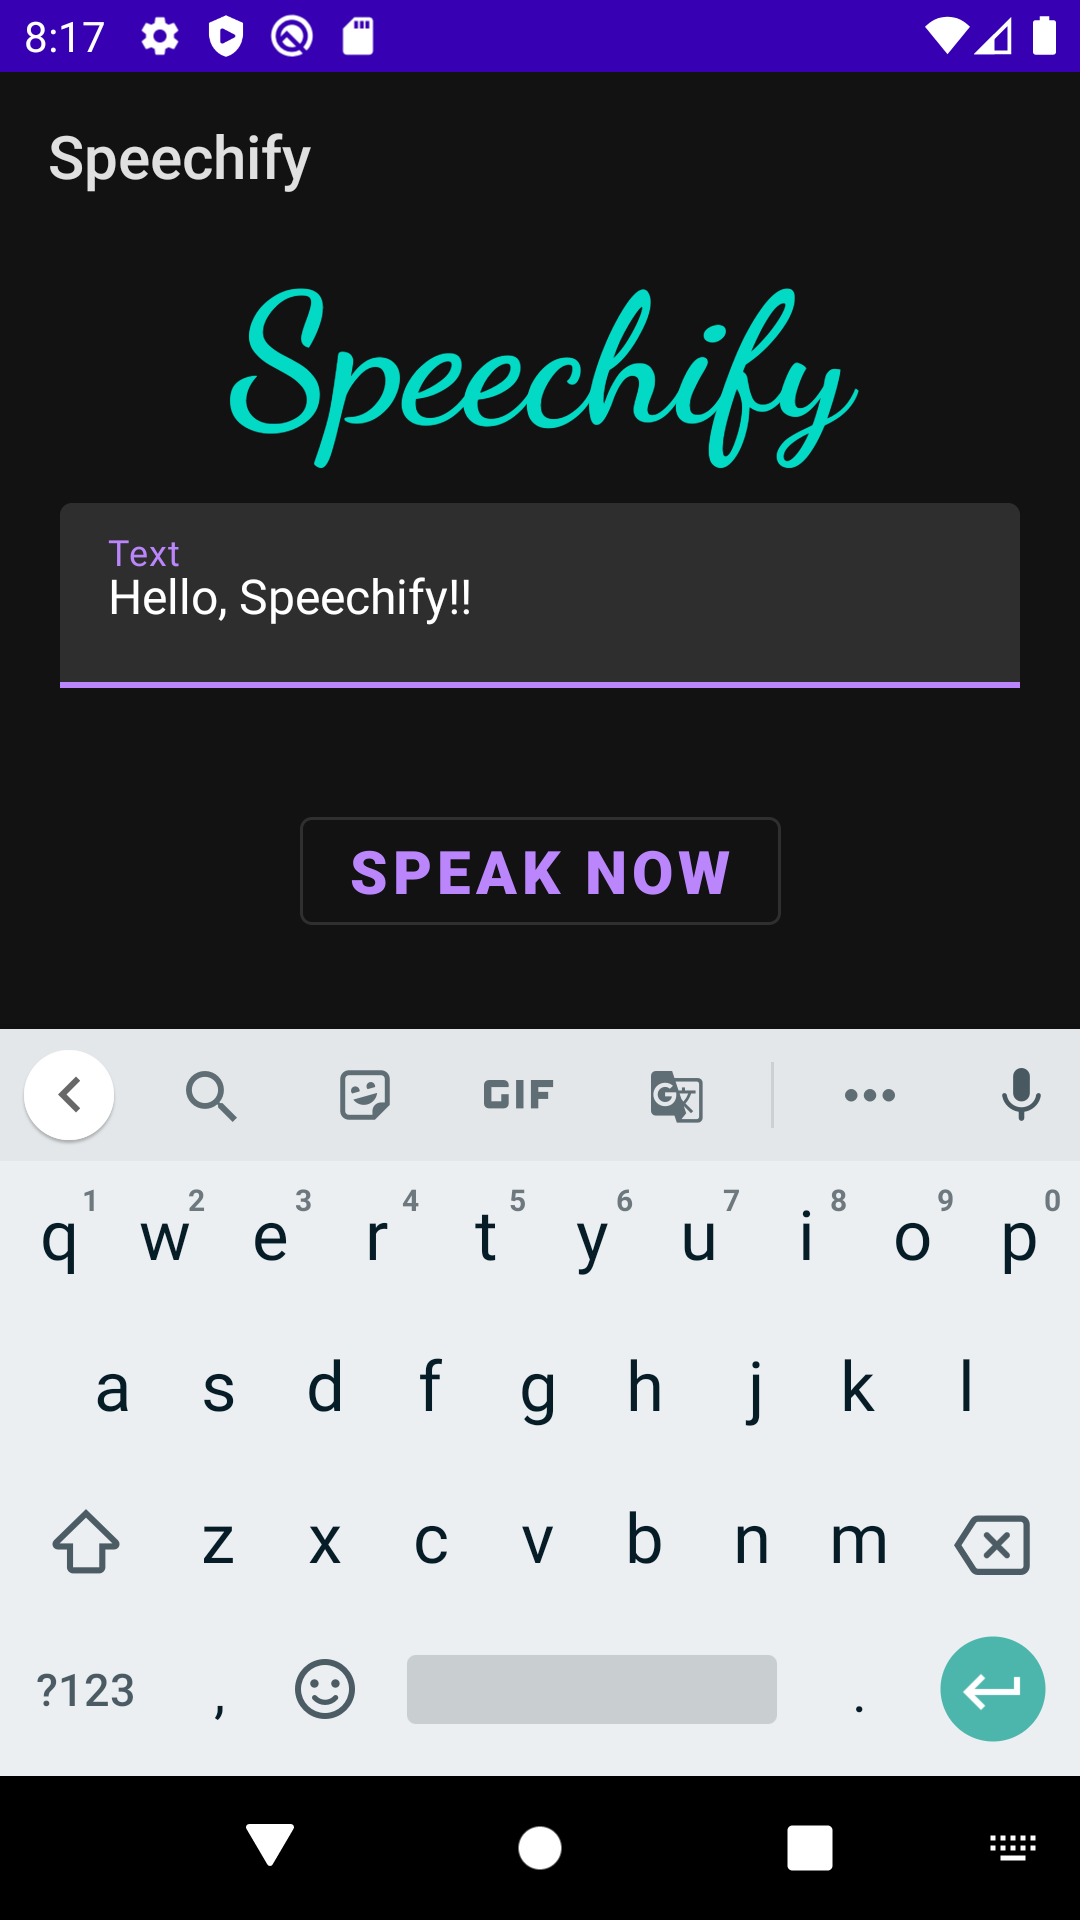 8:17
Speechify
Speechify
Text
Hello, Speechify!!
SPEAK NOW
GIF
G 文
1 2 3 4 5 6 7 8 9 0
q w e r t y u i o p
a s d f g h j k l
z x c v b n m
?123 , .